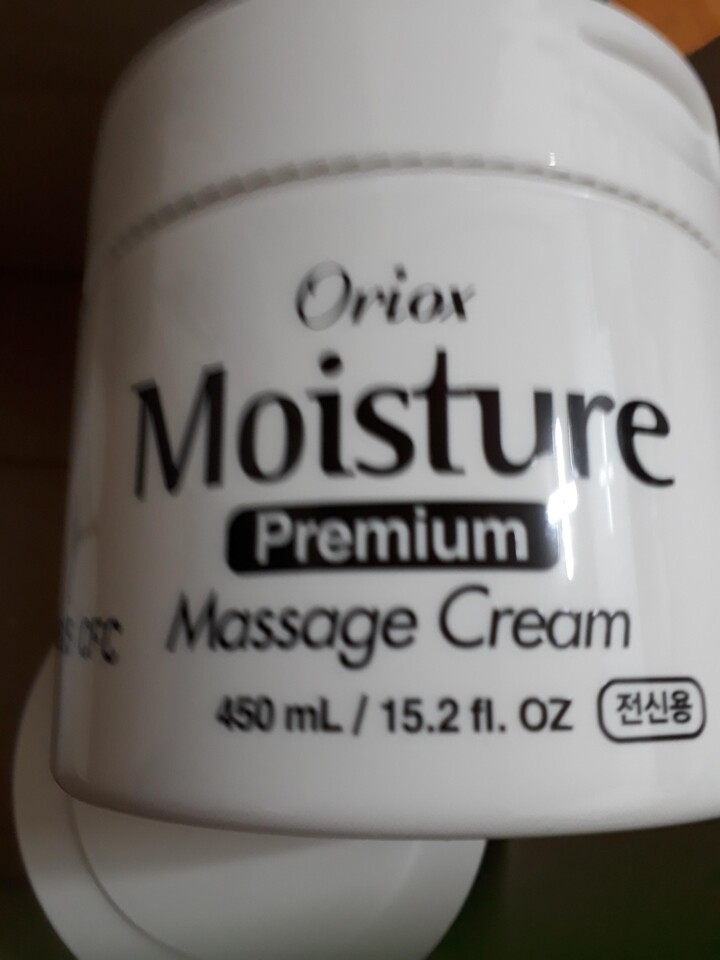 Oriox
Moisture
Premium
Massage Cream
450 mL / 15.2 fl. OZ 전신용